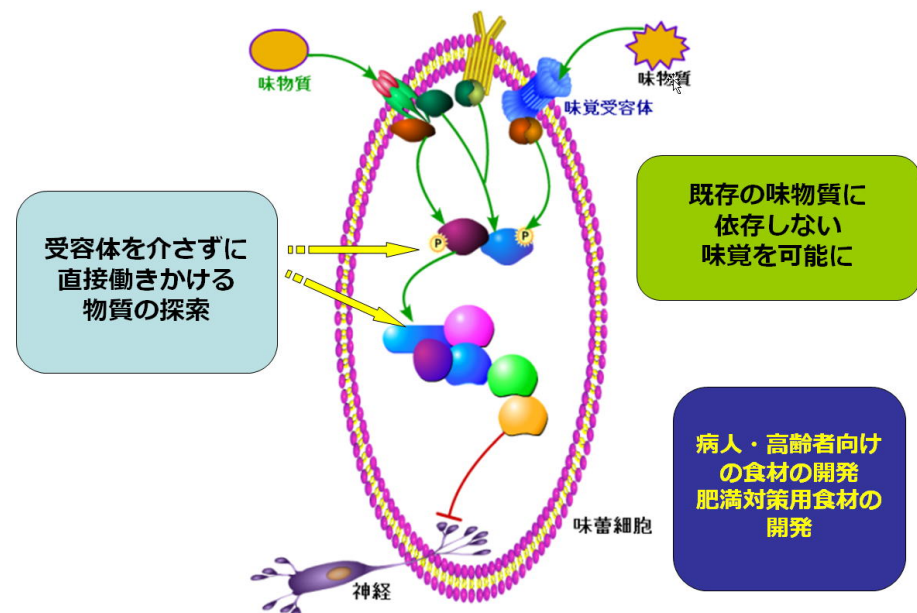 味物質
味物質
味覚受容体
既存の味物質に
依存しない
味覚を可能に
受容体を介さずに
直接働きかける
物質の探索
P
P
病人・高齢者向け
の食材の開発
肥満対策用食材の
開発
味蕾細胞
神経